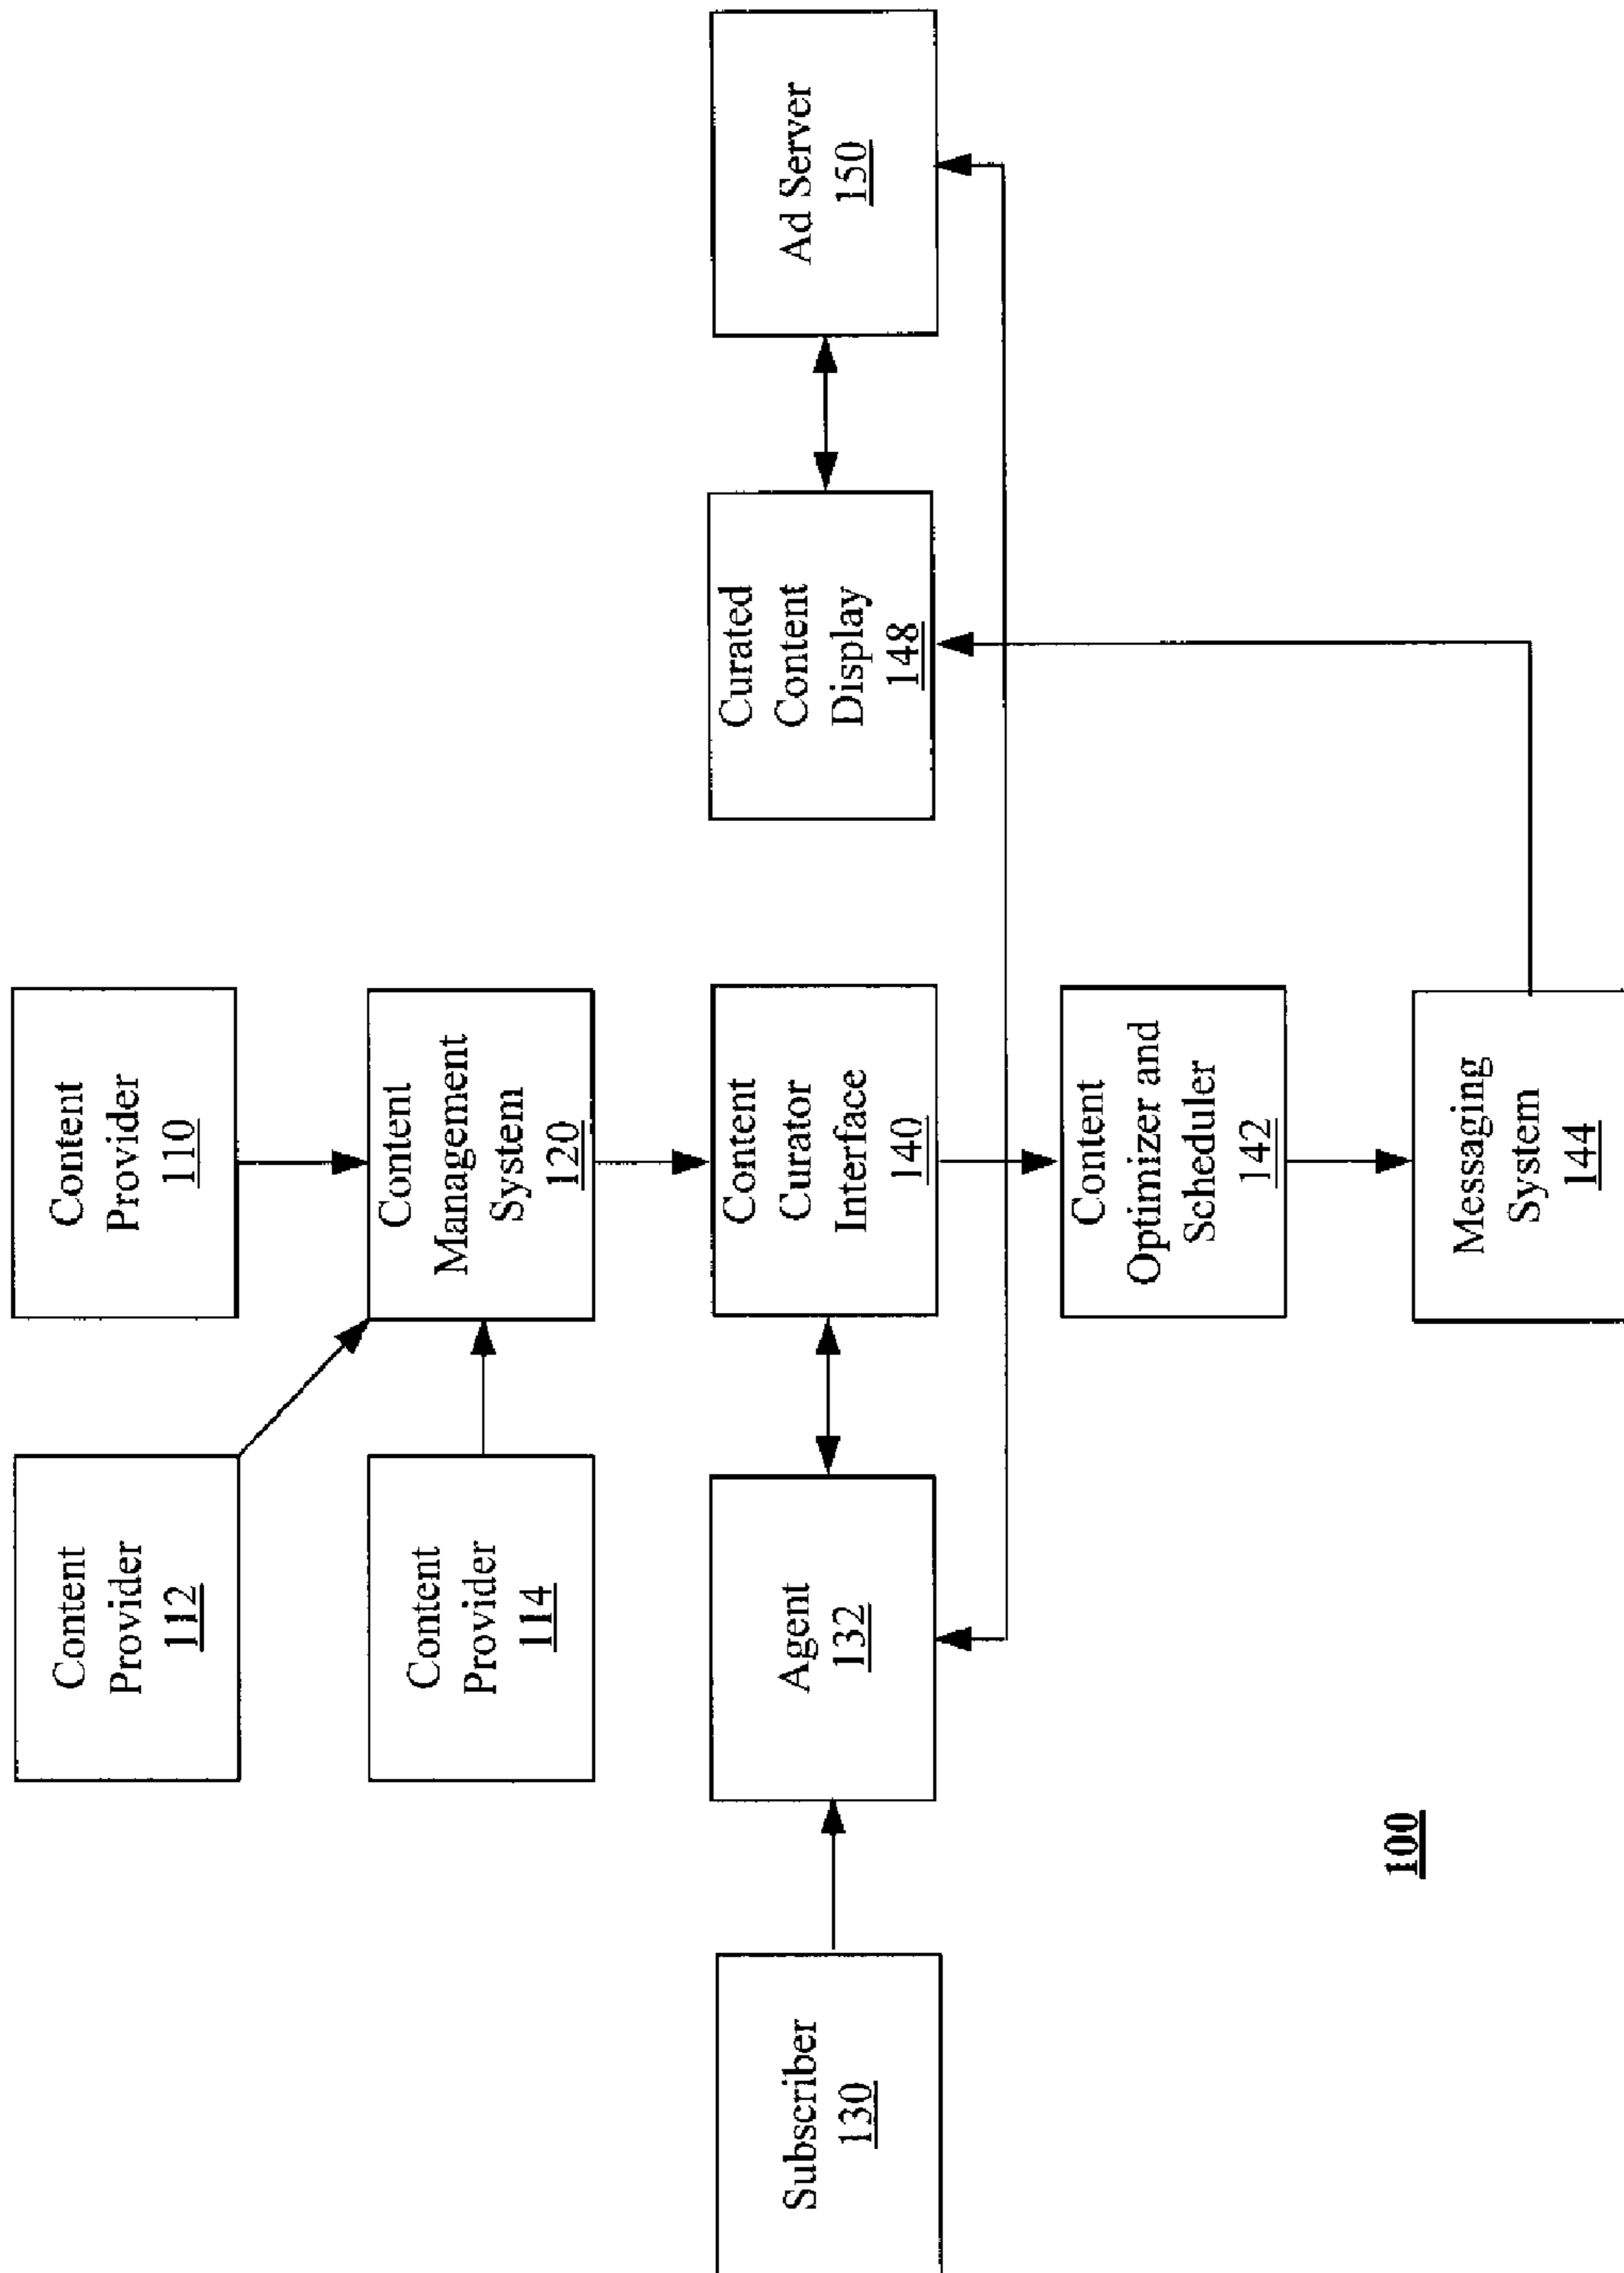 Content
Provider
112
Content
Provider
110
Content
Provider
114
Content
Management
System
120
Subscriber
130
Agent
132
Content
Curator
Interface
140
Curated
Content
Display
148
Ad Server
150
Content
Optimizer and
Scheduler
142
Messaging
System
144
100